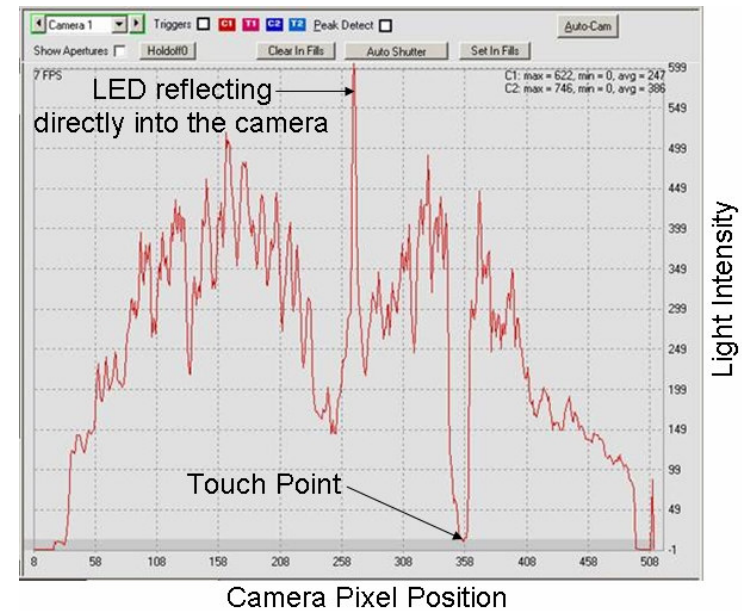 Camera 1 Triggers C1 T1 C2 T2 Peak Detect Auto-Cam
Show Apertures Holdoff0 Clear In Fills Auto Shutter Set In Fills
7 FPS
C1: max = 622, min = 0, avg = 247
C2: max = 746, min = 0, avg = 386
LED reflecting
directly into the camera
599
549
499
449
399
349
299
249
199
149
99
49
-1
Light Intensity
Touch Point
8 58 108 158 208 258 308 358 408 458 508
Camera Pixel Position